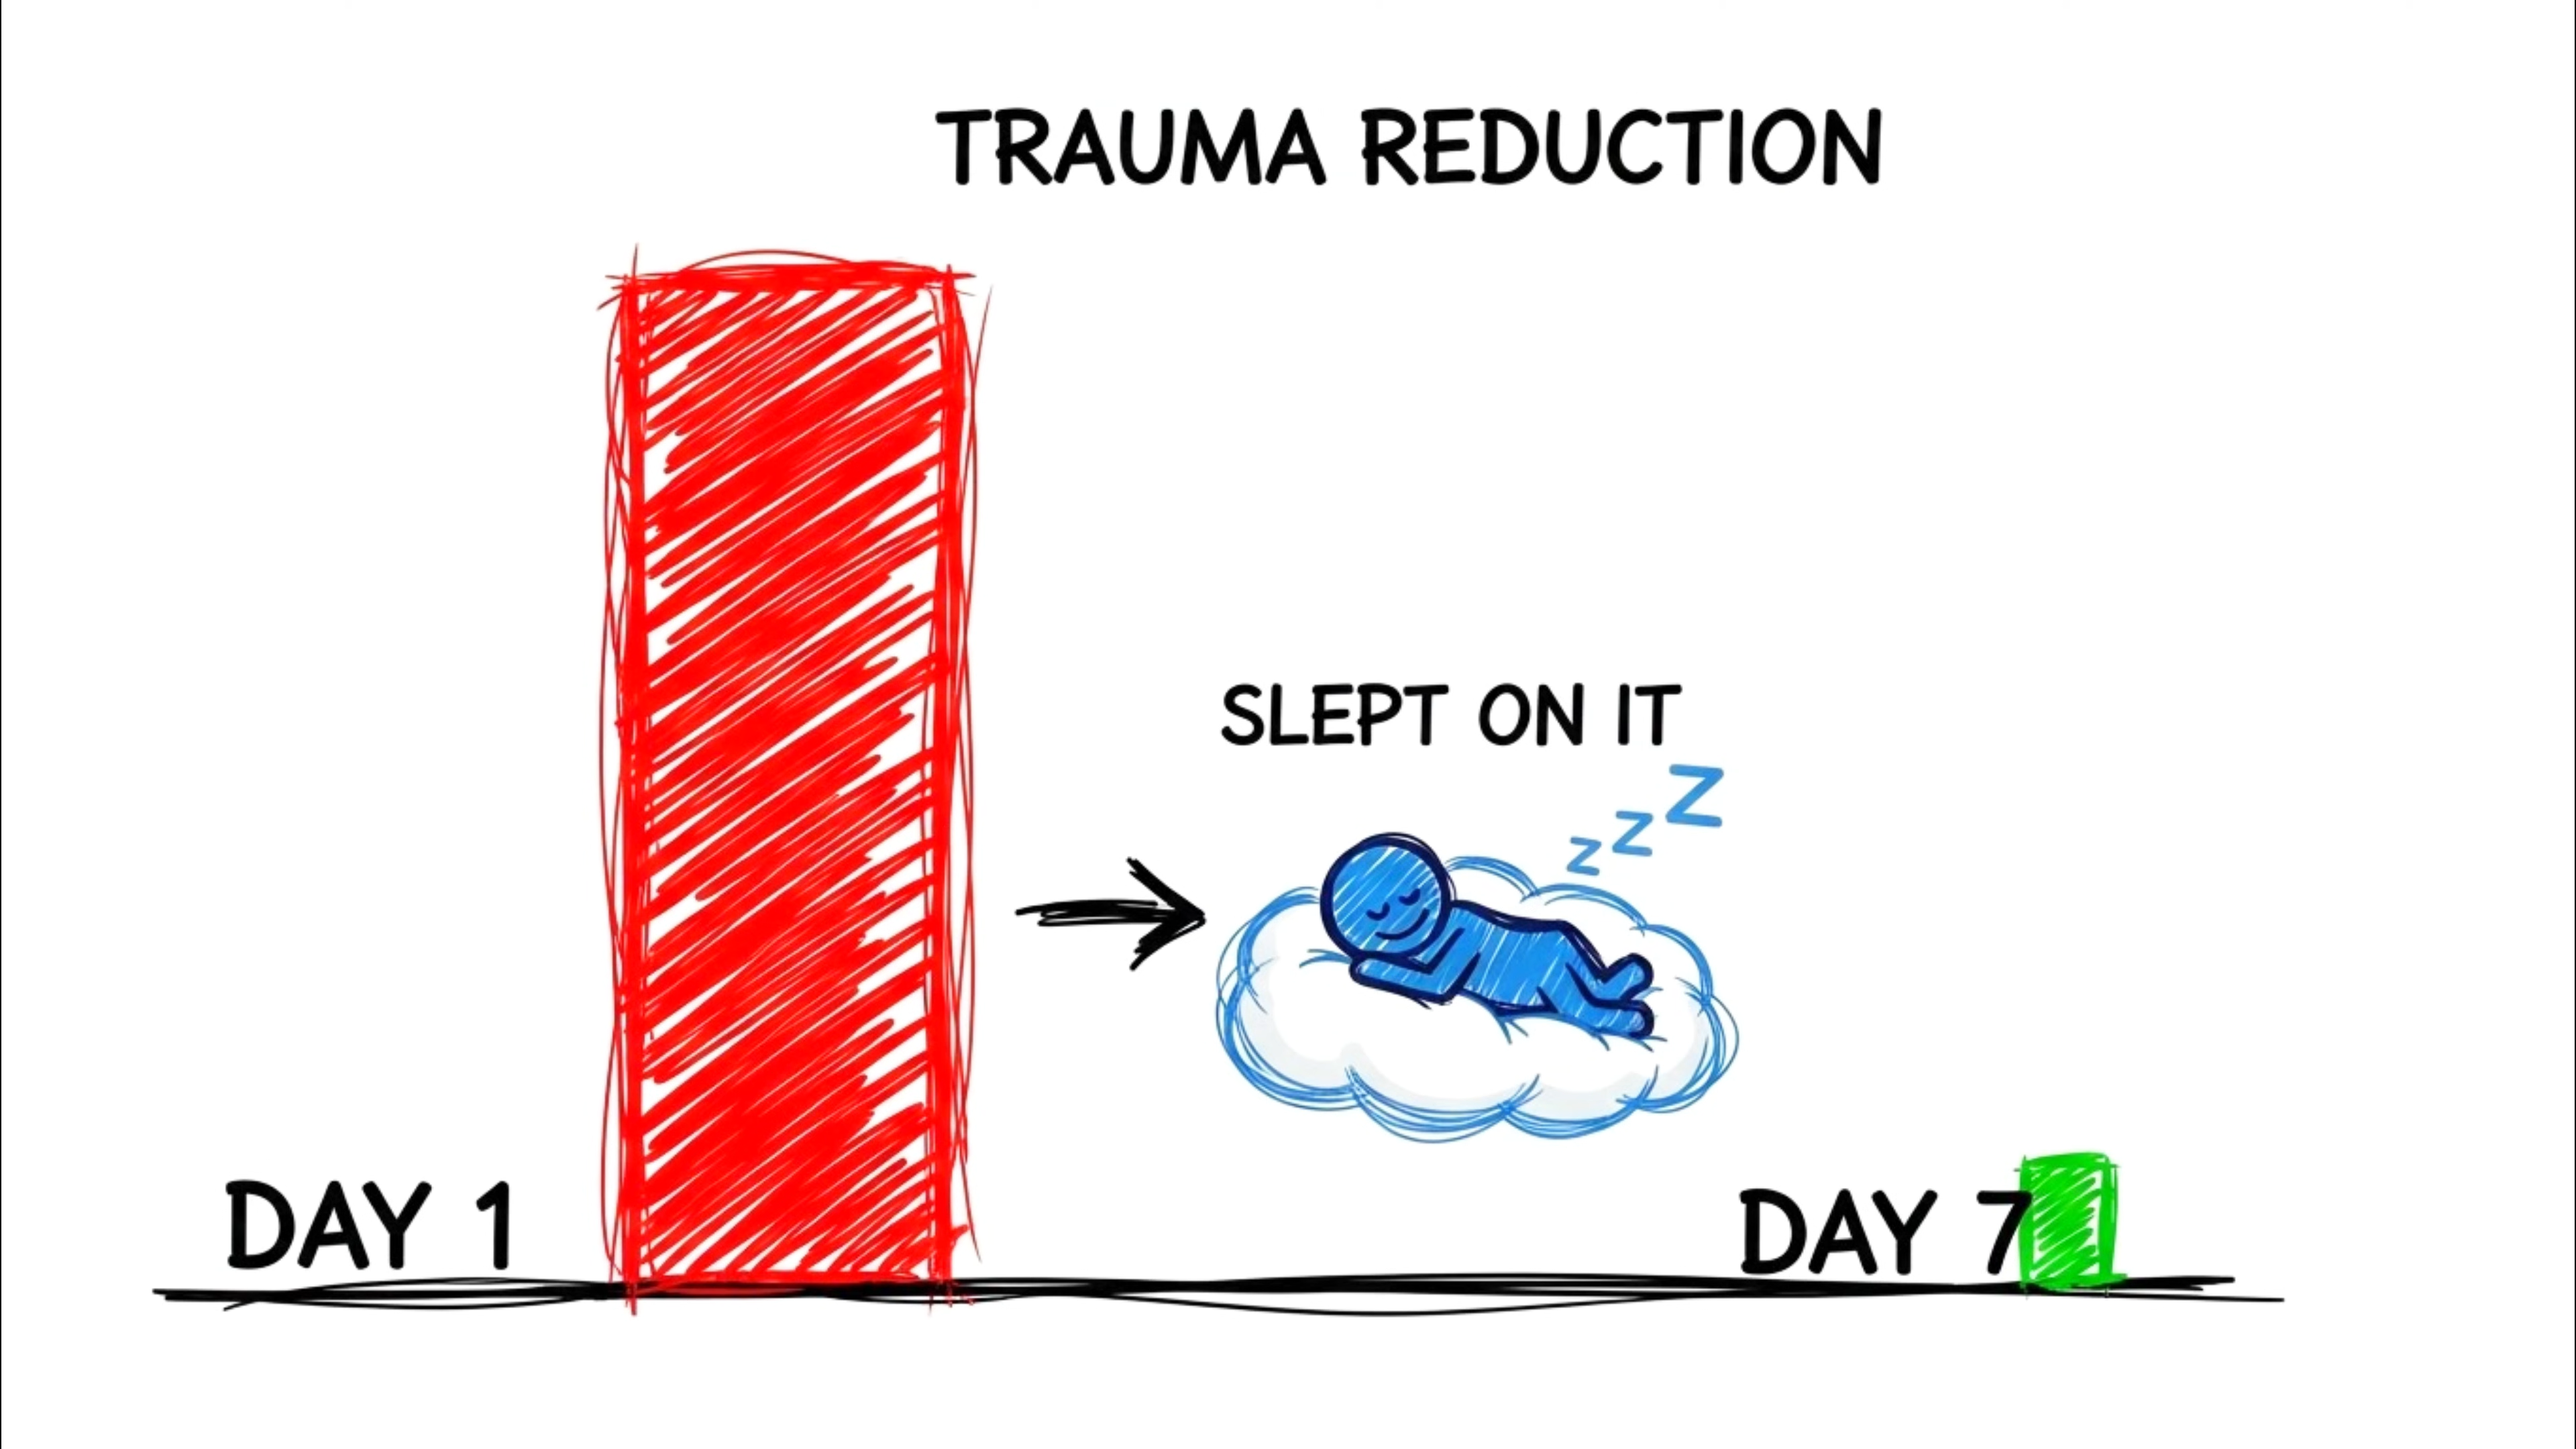 TRAUMA REDUCTION
SLEPT ON IT
z z Z
DAY 1
DAY 7